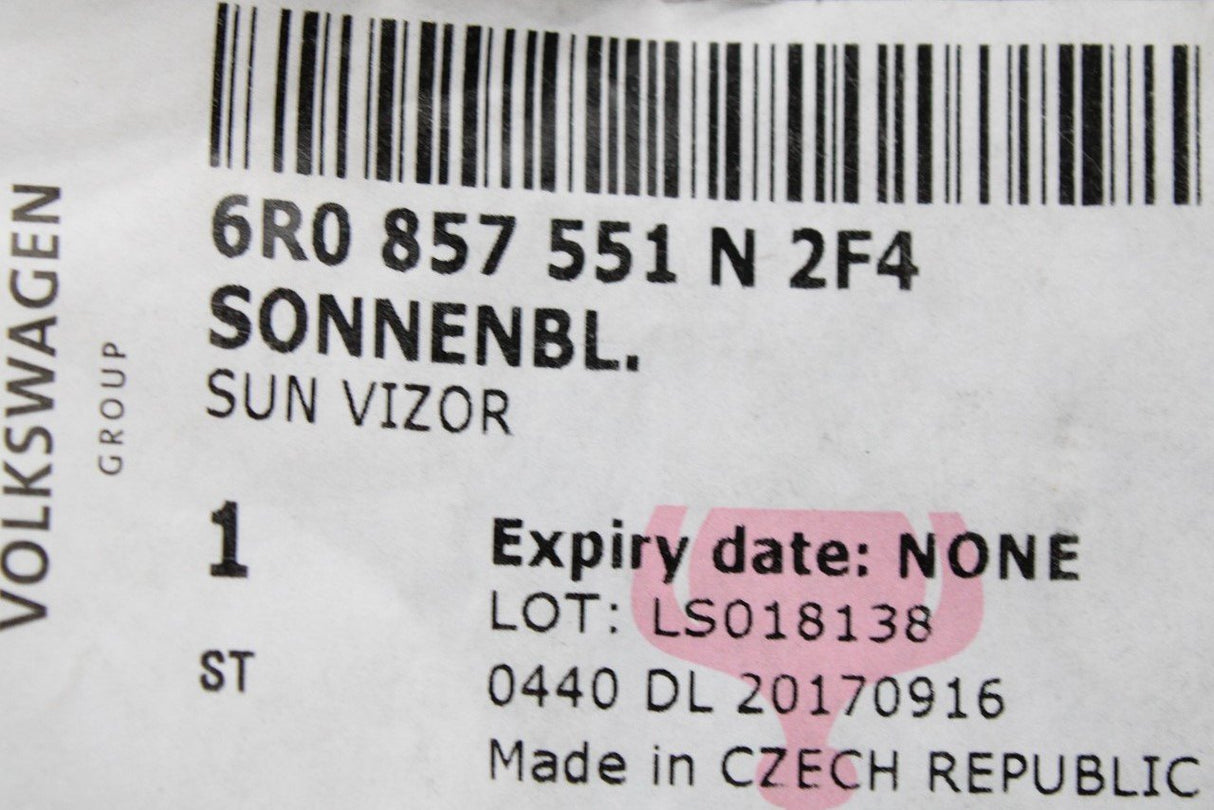 VOLKSWAGEN
GROUP
6R0 857 551 N 2F4
SONNENBL.
SUN VIZOR
1
ST
Expiry date: NONE
LOT: LS018138
0440 DL 20170916
Made in CZECH REPUBLIC